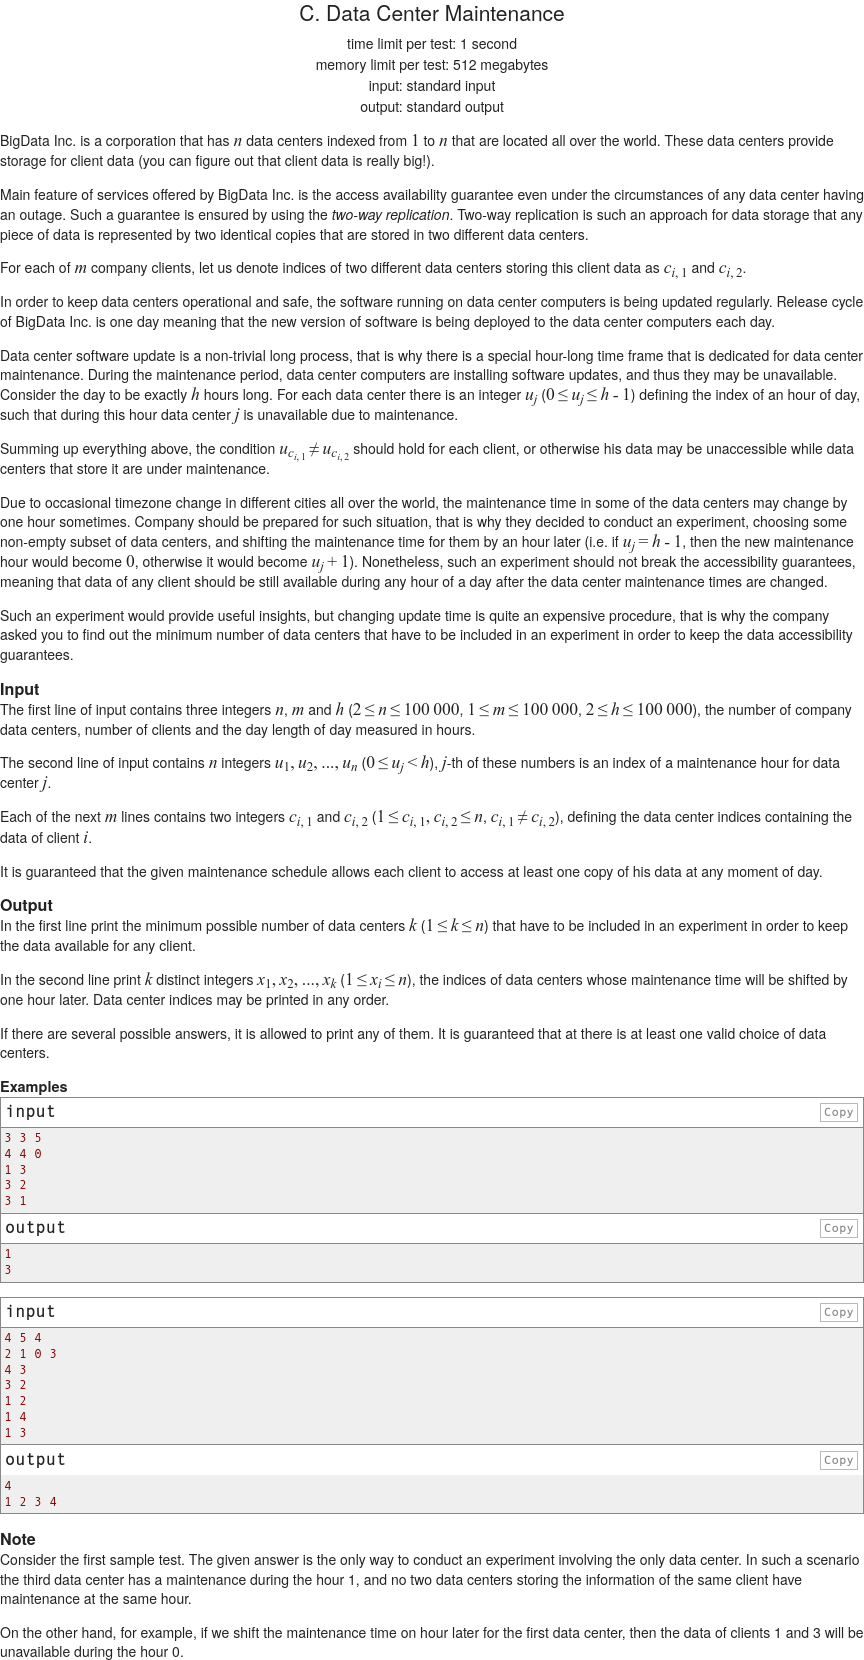 C. Data Center Maintenance
time limit per test: 1 second
memory limit per test: 512 megabytes
input: standard input
output: standard output
BigData Inc. is a corporation that has n data centers indexed from 1 to n that are located all over the world. These data centers provide
storage for client data (you can figure out that client data is really big!).
Main feature of services offered by BigData Inc. is the access availability guarantee even under the circumstances of any data center having
an outage. Such a guarantee is ensured by using the two-way replication. Two-way replication is such an approach for data storage that any
piece of data is represented by two identical copies that are stored in two different data centers.
For each of m company clients, let us denote indices of two different data centers storing this client data as c_{i, 1} and c_{i, 2}.
In order to keep data centers operational and safe, the software running on data center computers is being updated regularly. Release cycle
of BigData Inc. is one day meaning that the new version of software is being deployed to the data center computers each day.
Data center software update is a non-trivial long process, that is why there is a special hour-long time frame that is dedicated for data center
maintenance. During the maintenance period, data center computers are installing software updates, and thus they may be unavailable.
Consider the day to be exactly h hours long. For each data center there is an integer u_j (0 ≤ u_j ≤ h - 1) defining the index of an hour of day,
such that during this hour data center j is unavailable due to maintenance.
Summing up everything above, the condition u_{c_{i, 1}} ≠ u_{c_{i, 2}} should hold for each client, or otherwise his data may be unaccessible while data
centers that store it are under maintenance.
Due to occasional timezone change in different cities all over the world, the maintenance time in some of the data centers may change by
one hour sometimes. Company should be prepared for such situation, that is why they decided to conduct an experiment, choosing some
non-empty subset of data centers, and shifting the maintenance time for them by an hour later (i.e. if u_j = h - 1, then the new maintenance
hour would become 0, otherwise it would become u_j + 1). Nonetheless, such an experiment should not break the accessibility guarantees,
meaning that data of any client should be still available during any hour of a day after the data center maintenance times are changed.
Such an experiment would provide useful insights, but changing update time is quite an expensive procedure, that is why the company
asked you to find out the minimum number of data centers that have to be included in an experiment in order to keep the data accessibility
guarantees.
Input
The first line of input contains three integers n, m and h (2 ≤ n ≤ 100 000, 1 ≤ m ≤ 100 000, 2 ≤ h ≤ 100 000), the number of company
data centers, number of clients and the day length of day measured in hours.
The second line of input contains n integers u_1, u_2, ..., u_n (0 ≤ u_j < h), j-th of these numbers is an index of a maintenance hour for data
center j.
Each of the next m lines contains two integers c_{i, 1} and c_{i, 2} (1 ≤ c_{i, 1}, c_{i, 2} ≤ n, c_{i, 1} ≠ c_{i, 2}), defining the data center indices containing the
data of client i.
It is guaranteed that the given maintenance schedule allows each client to access at least one copy of his data at any moment of day.
Output
In the first line print the minimum possible number of data centers k (1 ≤ k ≤ n) that have to be included in an experiment in order to keep
the data available for any client.
In the second line print k distinct integers x_1, x_2, ..., x_k (1 ≤ x_i ≤ n), the indices of data centers whose maintenance time will be shifted by
one hour later. Data center indices may be printed in any order.
If there are several possible answers, it is allowed to print any of them. It is guaranteed that at there is at least one valid choice of data
centers.
Examples
input Copy
3 3 5
4 4 0
1 3
3 2
3 1
output Copy
1
3
input Copy
4 5 4
2 1 0 3
4 3
3 2
1 2
1 4
1 3
output Copy
4
1 2 3 4
Note
Consider the first sample test. The given answer is the only way to conduct an experiment involving the only data center. In such a scenario
the third data center has a maintenance during the hour 1, and no two data centers storing the information of the same client have
maintenance at the same hour.
On the other hand, for example, if we shift the maintenance time on hour later for the first data center, then the data of clients 1 and 3 will be
unavailable during the hour 0.